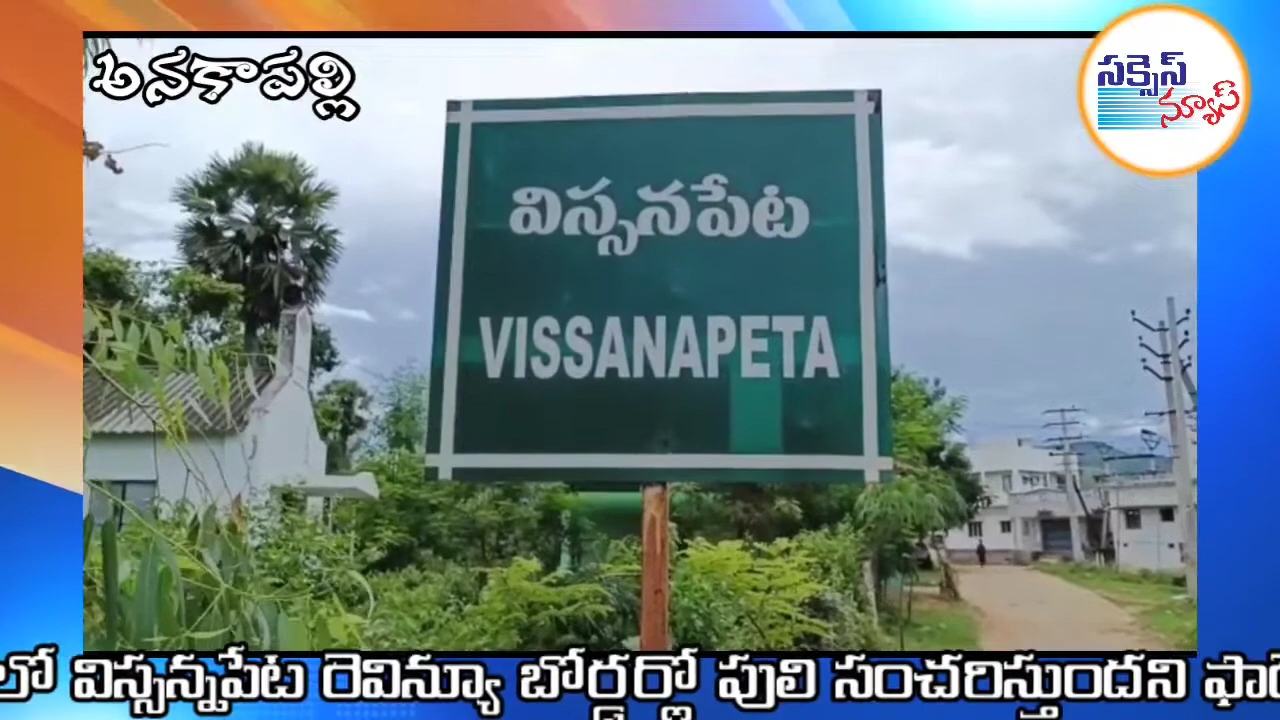 అనకాపల్లి
సక్సెస్
న్యూస్
విస్సనపేట
VISSANAPETA
లో విస్సన్నపేట రెవిన్యూ బోర్డర్లో పులి సంచరిస్తుందని